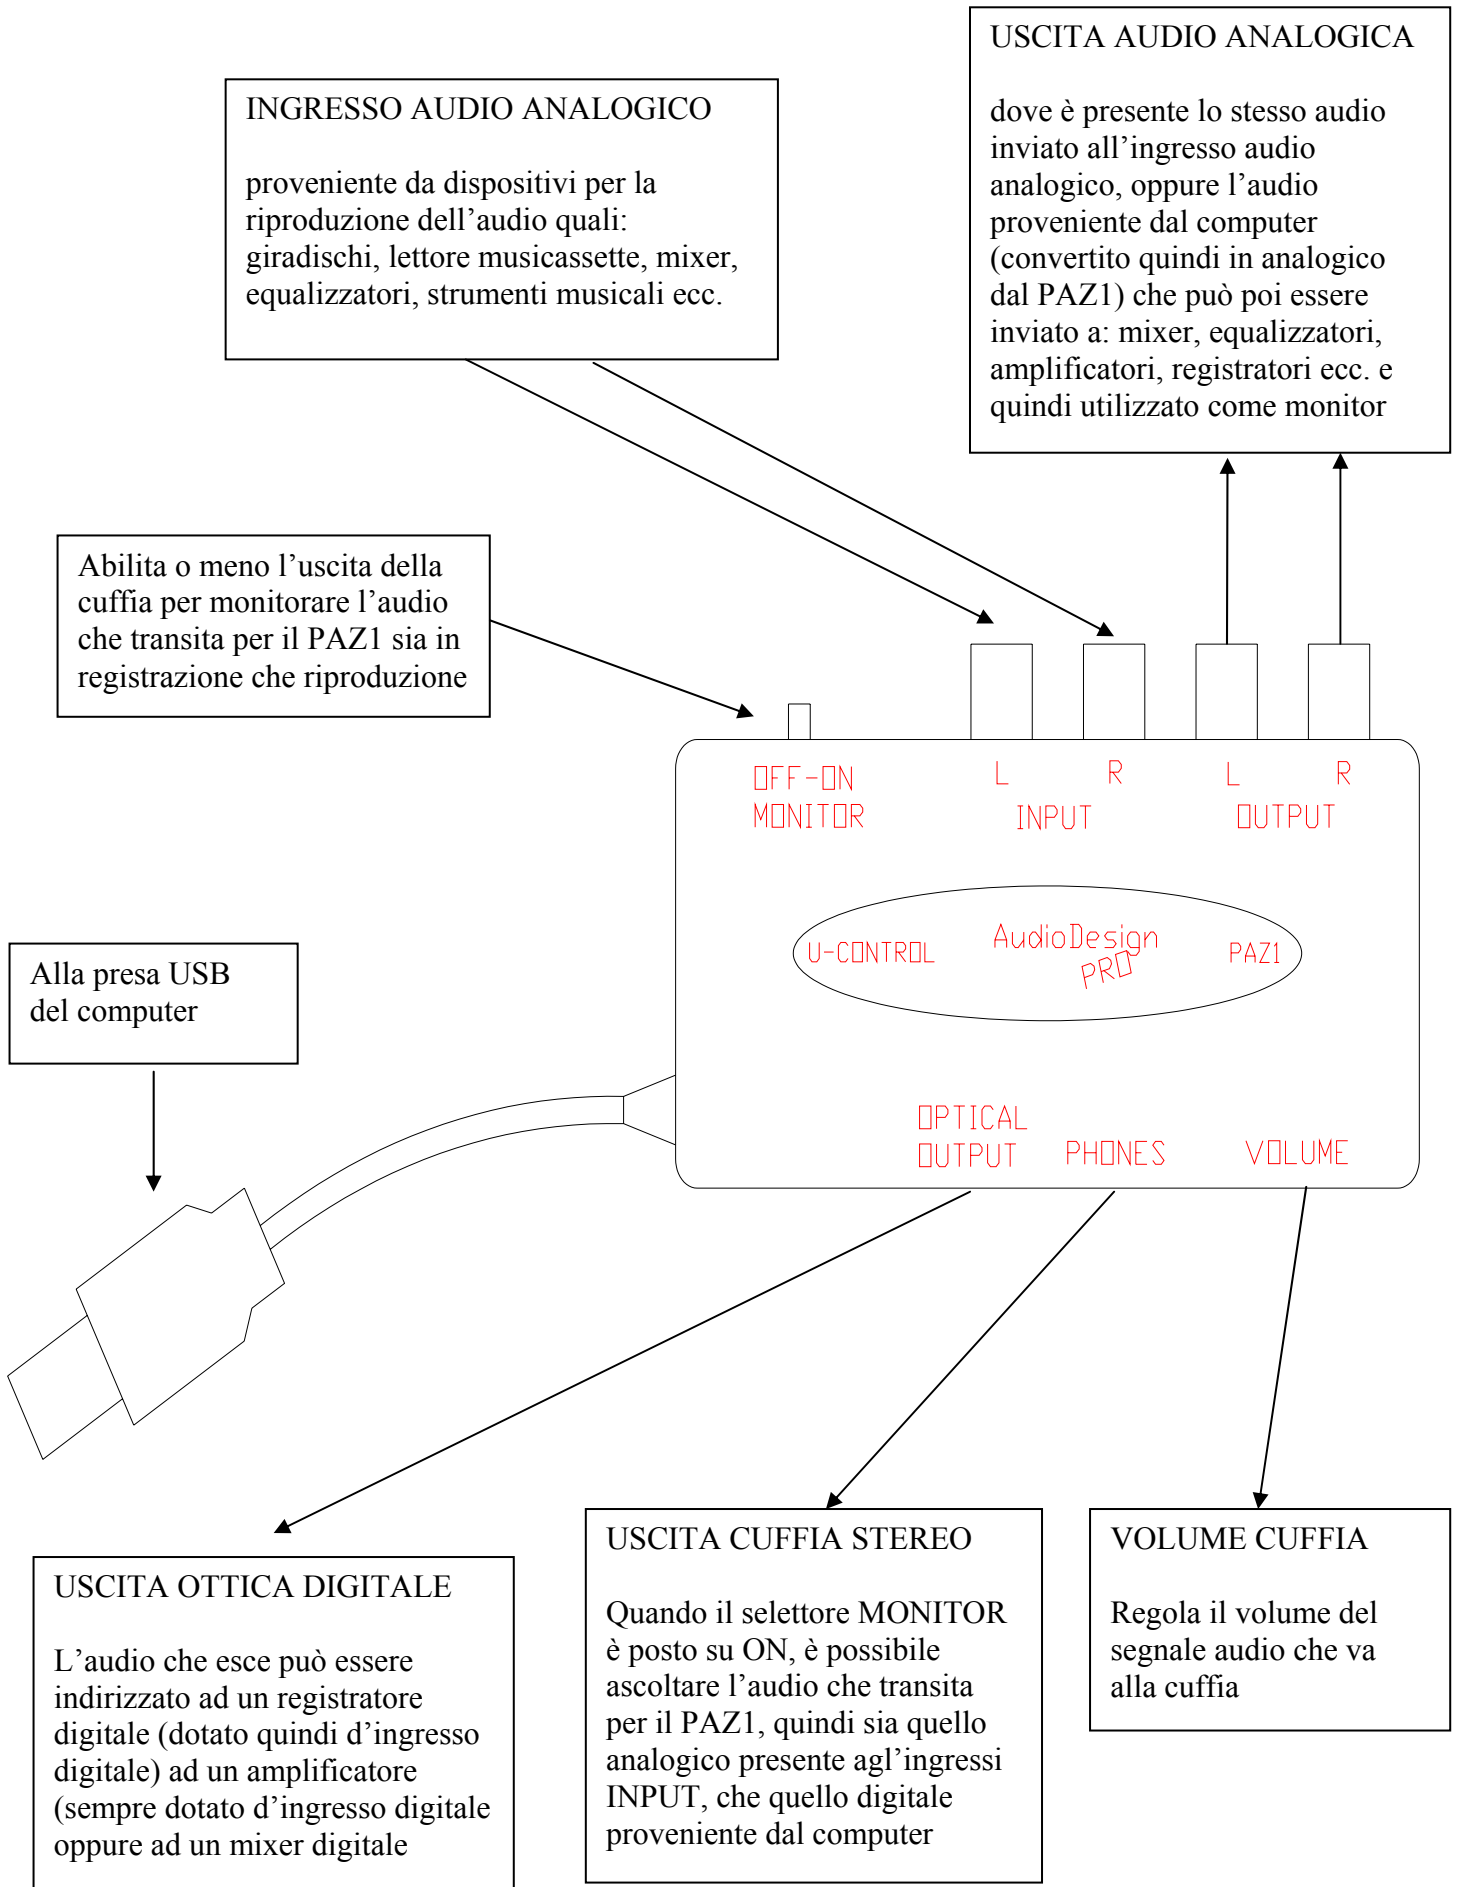 USCITA AUDIO ANALOGICA
dove è presente lo stesso audio
inviato all’ingresso audio
analogico, oppure l’audio
proveniente dal computer
(convertito quindi in analogico
dal PAZ1) che può poi essere
inviato a: mixer, equalizzatori,
amplificatori, registratori ecc. e
quindi utilizzato come monitor
INGRESSO AUDIO ANALOGICO
proveniente da dispositivi per la
riproduzione dell’audio quali:
giradischi, lettore musicassette, mixer,
equalizzatori, strumenti musicali ecc.
Abilita o meno l’uscita della
cuffia per monitorare l’audio
che transita per il PAZ1 sia in
registrazione che riproduzione
OFF-ON
MONITOR
L R
INPUT
L R
OUTPUT
U-CONTROL
AudioDesign
PRO
PAZ1
Alla presa USB
del computer
OPTICAL
OUTPUT
PHONES
VOLUME
USCITA OTTICA DIGITALE
L’audio che esce può essere
indirizzato ad un registratore
digitale (dotato quindi d’ingresso
digitale) ad un amplificatore
(sempre dotato d’ingresso digitale
oppure ad un mixer digitale
USCITA CUFFIA STEREO
Quando il selettore MONITOR
è posto su ON, è possibile
ascoltare l’audio che transita
per il PAZ1, quindi sia quello
analogico presente agl’ingressi
INPUT, che quello digitale
proveniente dal computer
VOLUME CUFFIA
Regola il volume del
segnale audio che va
alla cuffia